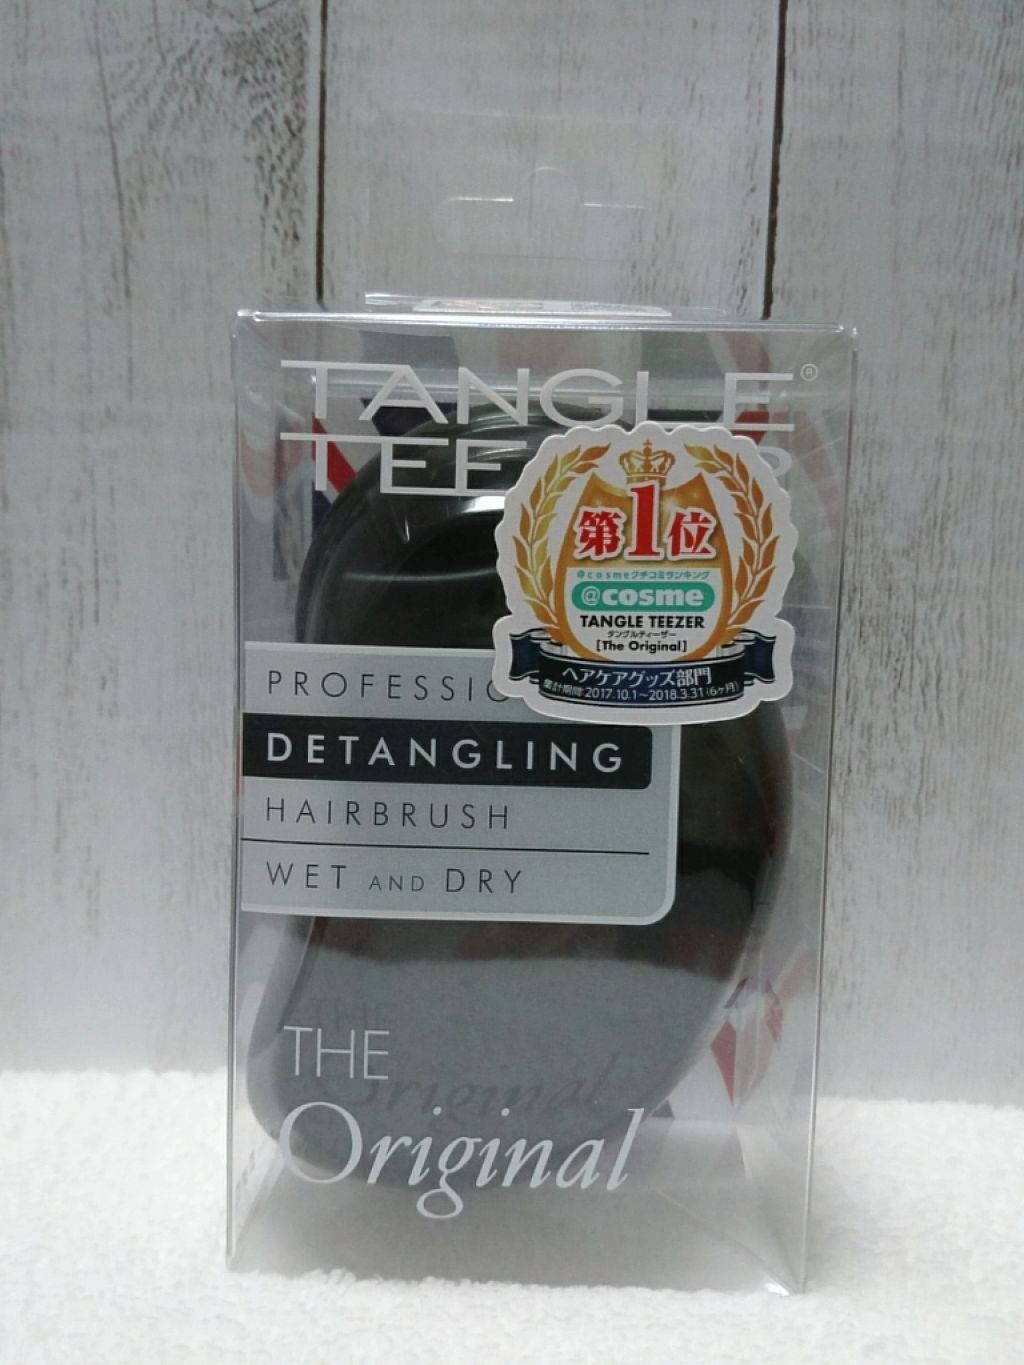 TANGLE®
TEE
第1位
@cosmeクチコミランキング
@cosme
TANGLE TEEZER
タングルティーザー
[The Original]
ヘアケアグッズ部門
集計期間:2017.10.1~2018.3.31(6ヶ月)
PROFESSIO
DETANGLING
HAIRBRUSH
WET AND DRY
THE
Original